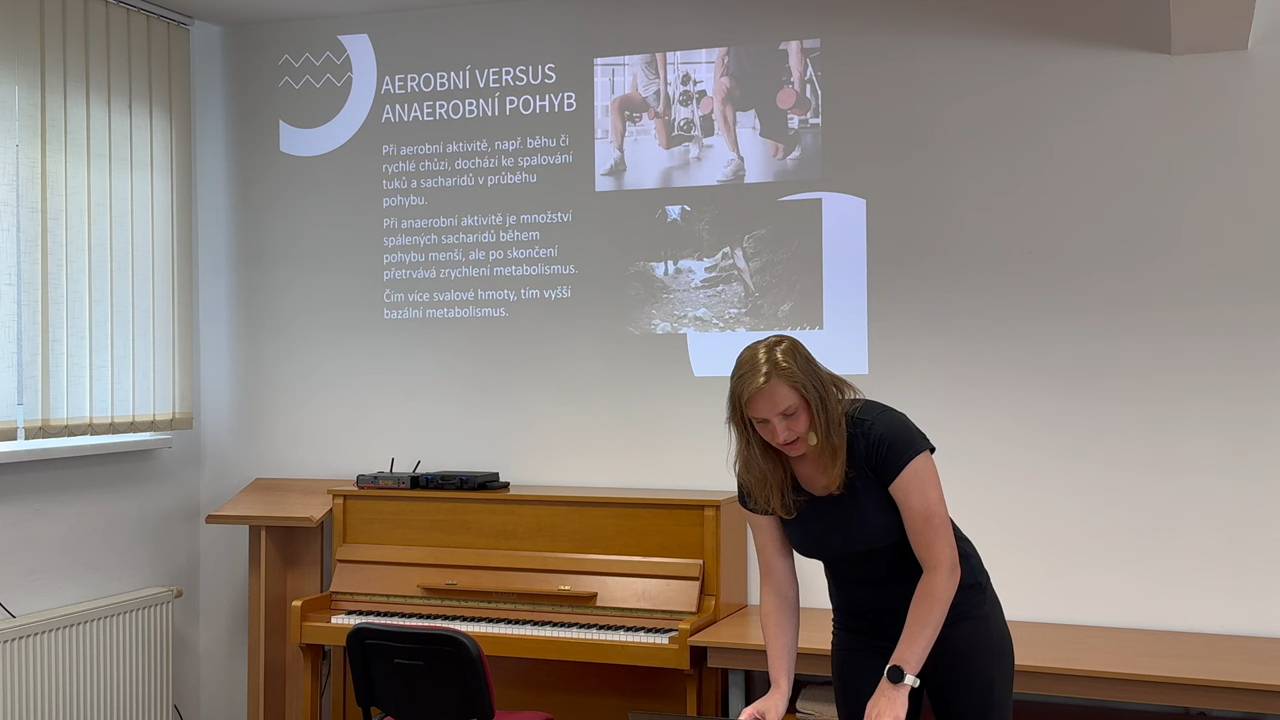 AEROBNÍ VERSUS
ANAEROBNÍ POHYB
Při aerobní aktivitě, např. běhu či
rychlé chůzi, dochází ke spalování
tuků a sacharidů v průběhu
pohybu.
Při anaerobní aktivitě je množství
spálených sacharidů během
pohybu menší, ale po skončení
přetrvává zrychlení metabolismus.
Čím více svalové hmoty, tím vyšší
bazální metabolismus.